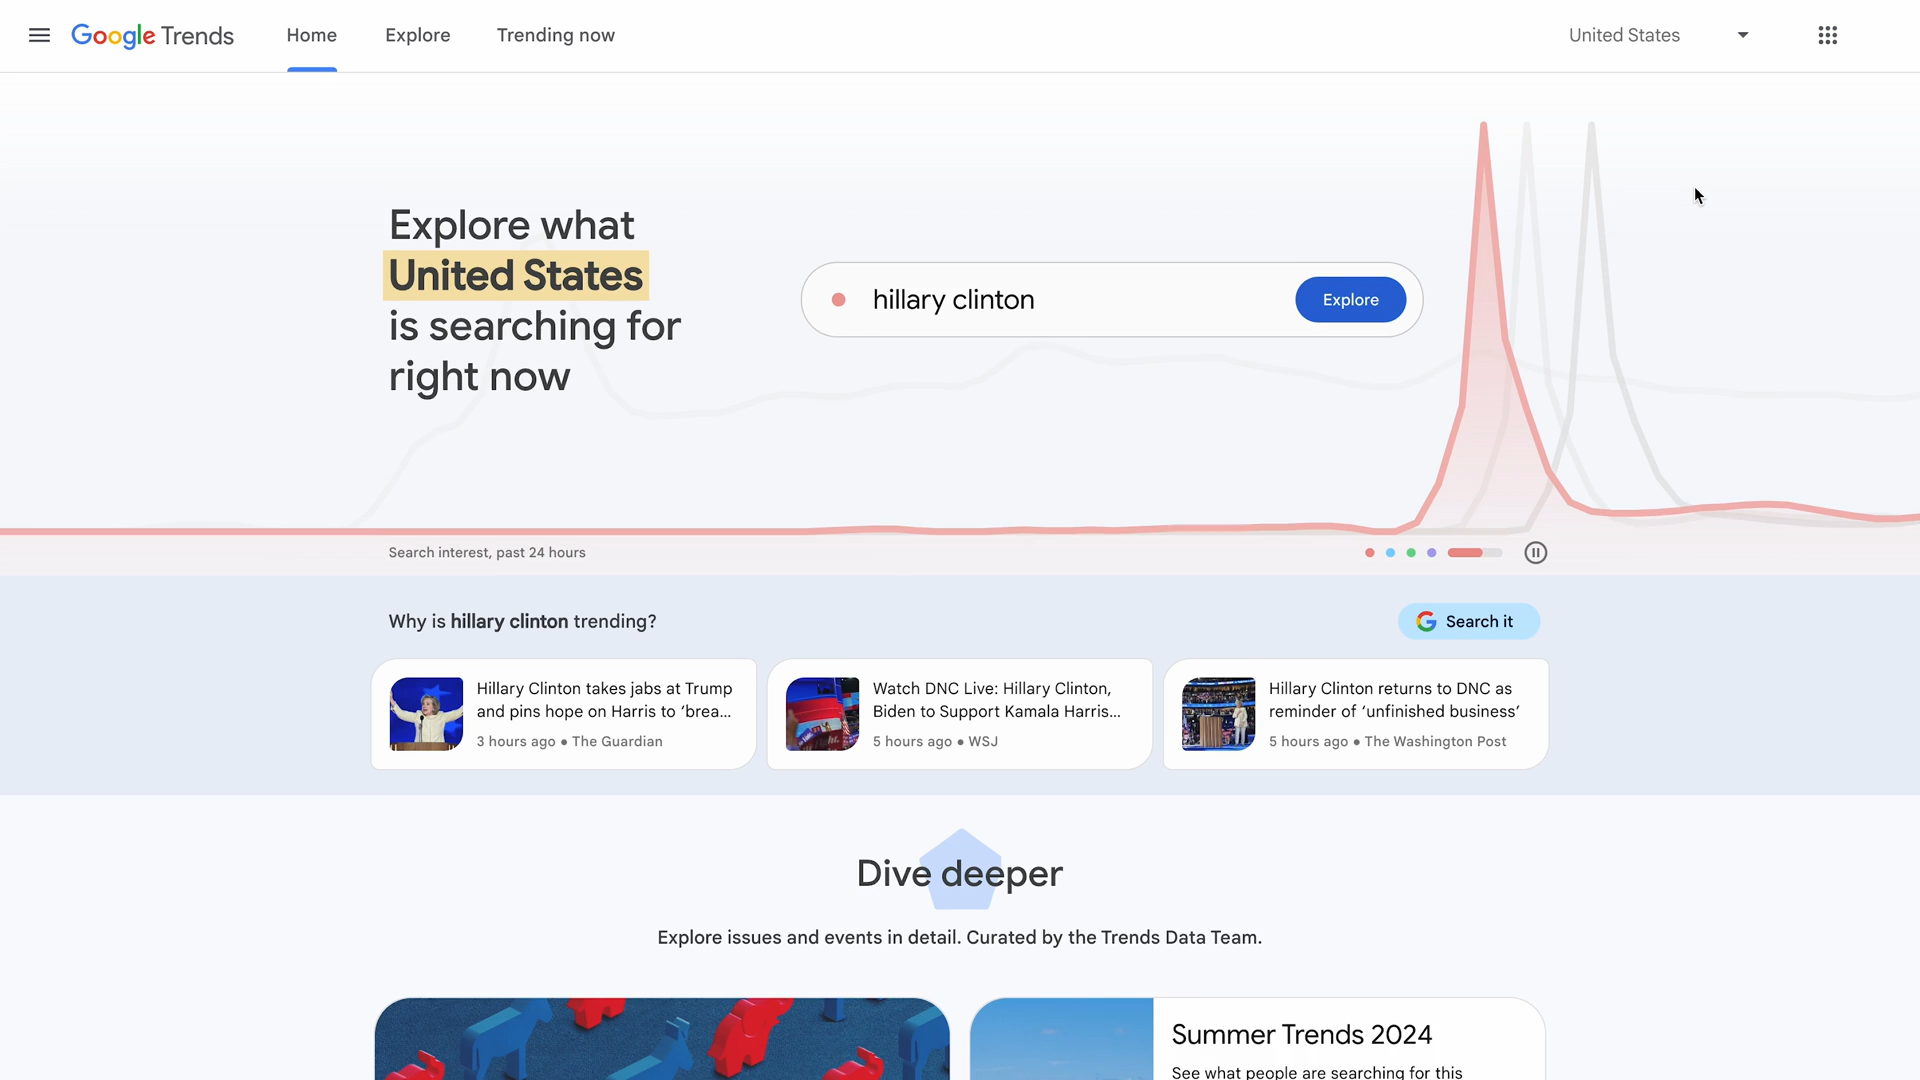 Google Trends
Home
Explore
Trending now
United States
Explore what
United States
is searching for
right now
hillary clinton
Explore
Search interest, past 24 hours
Why is hillary clinton trending?
Search it
Hillary Clinton takes jabs at Trump
and pins hope on Harris to ‘brea...
3 hours ago • The Guardian
Watch DNC Live: Hillary Clinton,
Biden to Support Kamala Harris...
5 hours ago • WSJ
Hillary Clinton returns to DNC as
reminder of ‘unfinished business’
5 hours ago • The Washington Post
Dive deeper
Explore issues and events in detail. Curated by the Trends Data Team.
Summer Trends 2024
See what people are searching for this